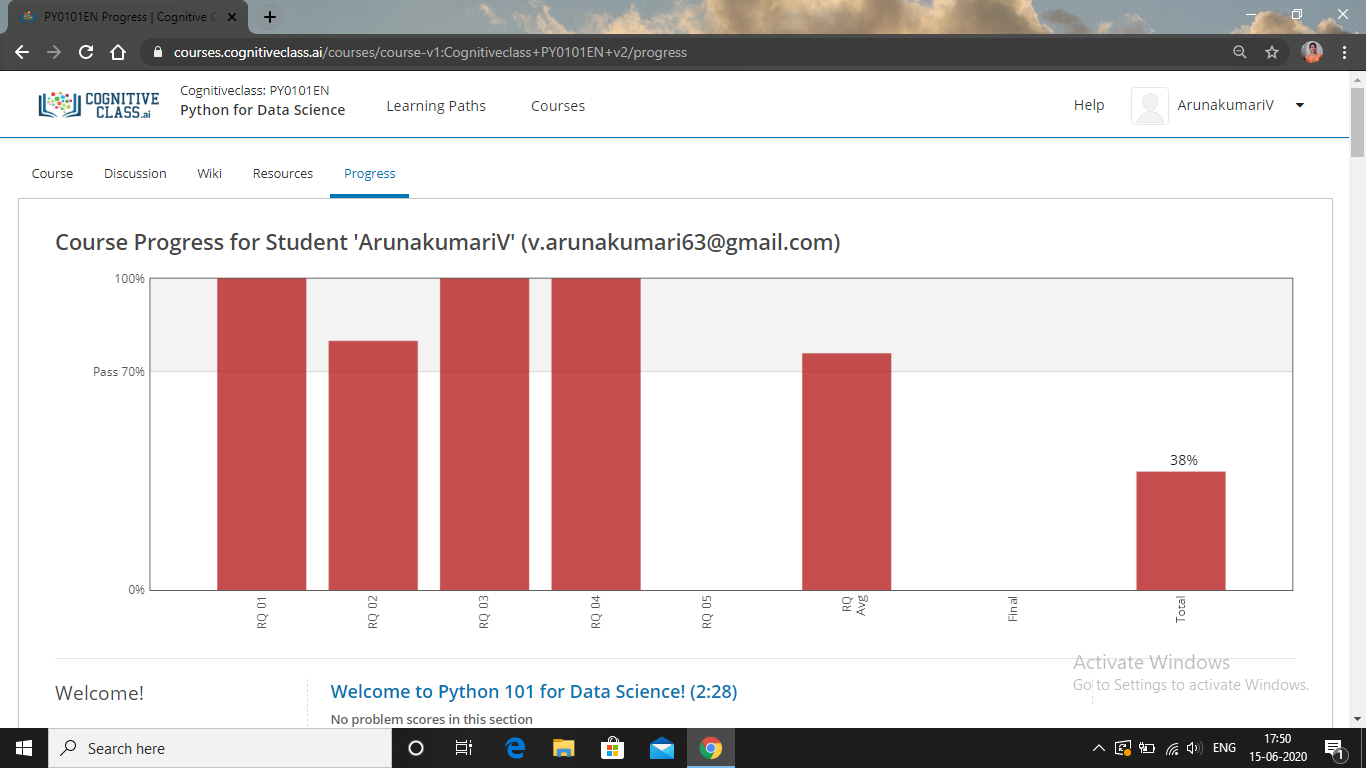 PY0101EN Progress | Cognitive C
courses.cognitiveclass.ai/courses/course-v1:Cognitiveclass+PY0101EN+v2/progress
COGNITIVE
CLASS.ai
Cognitiveclass: PY0101EN
Python for Data Science
Learning Paths
Courses
Help
ArunakumariV
Course
Discussion
Wiki
Resources
Progress
Course Progress for Student 'ArunakumariV' (v.arunakumari63@gmail.com)
100%
Pass 70%
0%
38%
RQ 01
RQ 02
RQ 03
RQ 04
RQ 05
RQ
Avg
Final
Total
Activate Windows
Go to Settings to activate Windows.
Welcome!
Welcome to Python 101 for Data Science! (2:28)
No problem scores in this section
Search here
ENG
17:50
15-06-2020
1